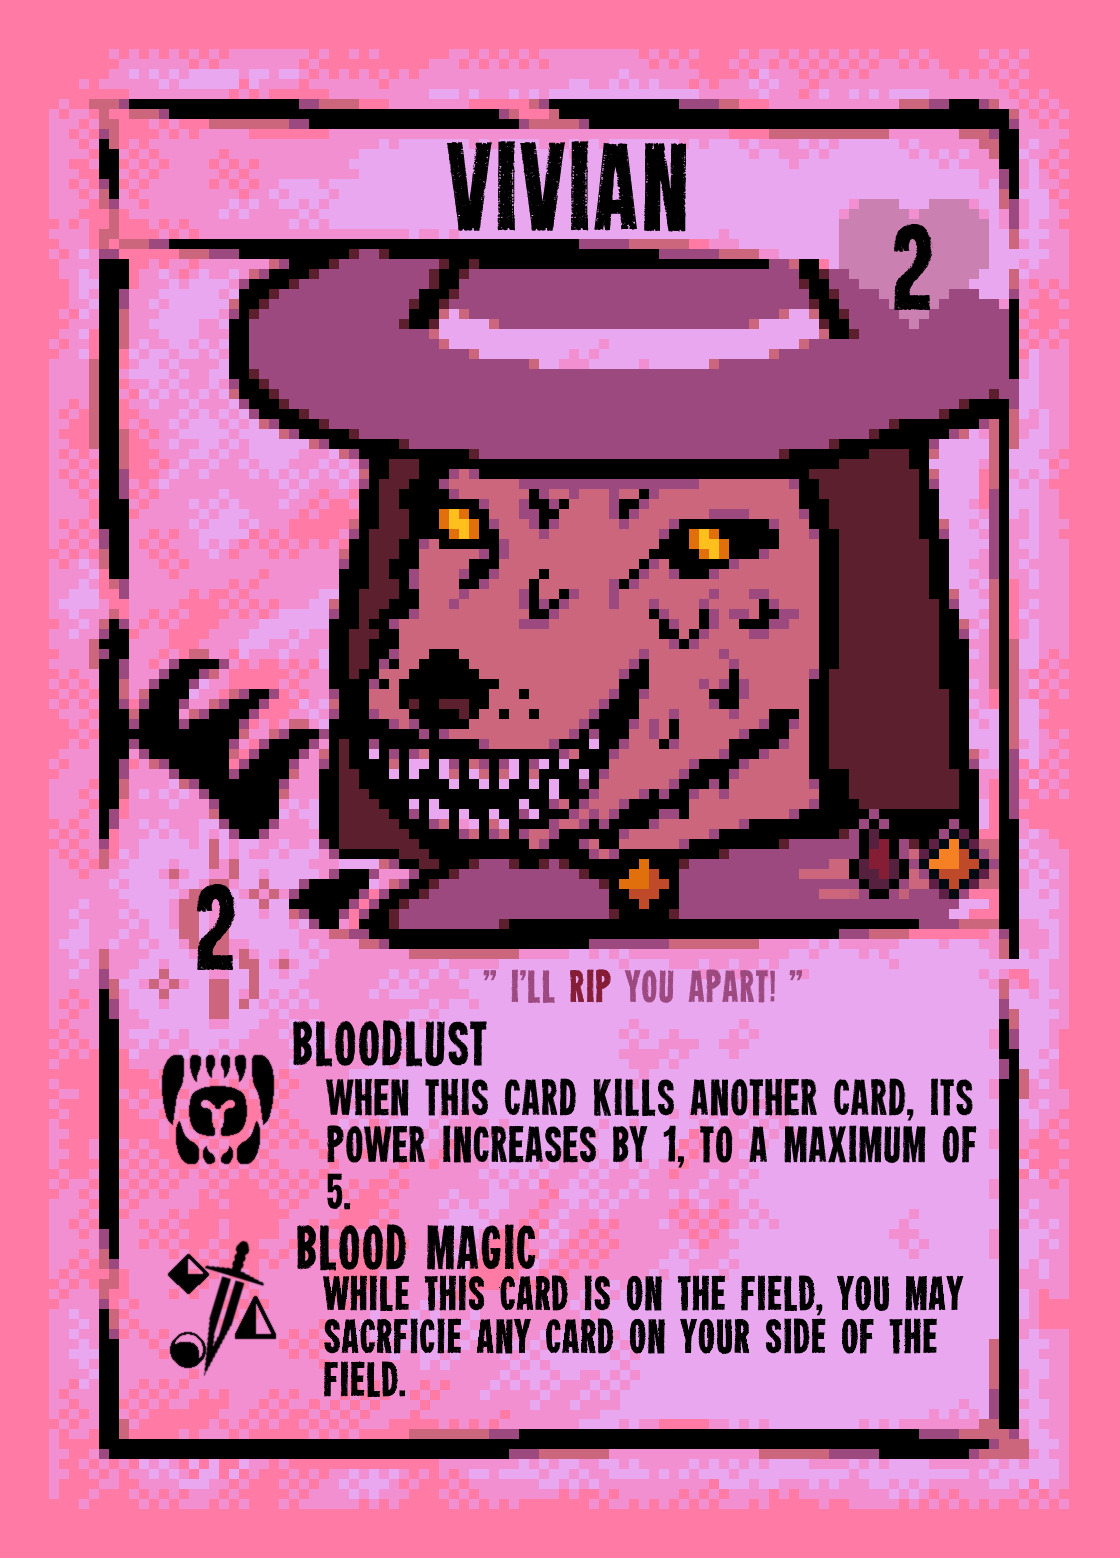 VIVIAN
2
2
" I'LL RIP YOU APART! "
BLOODLUST
WHEN THIS CARD KILLS ANOTHER CARD, ITS
POWER INCREASES BY 1, TO A MAXIMUM OF
5.
BLOOD MAGIC
WHILE THIS CARD IS ON THE FIELD, YOU MAY
SACRFICIE ANY CARD ON YOUR SIDE OF THE
FIELD.